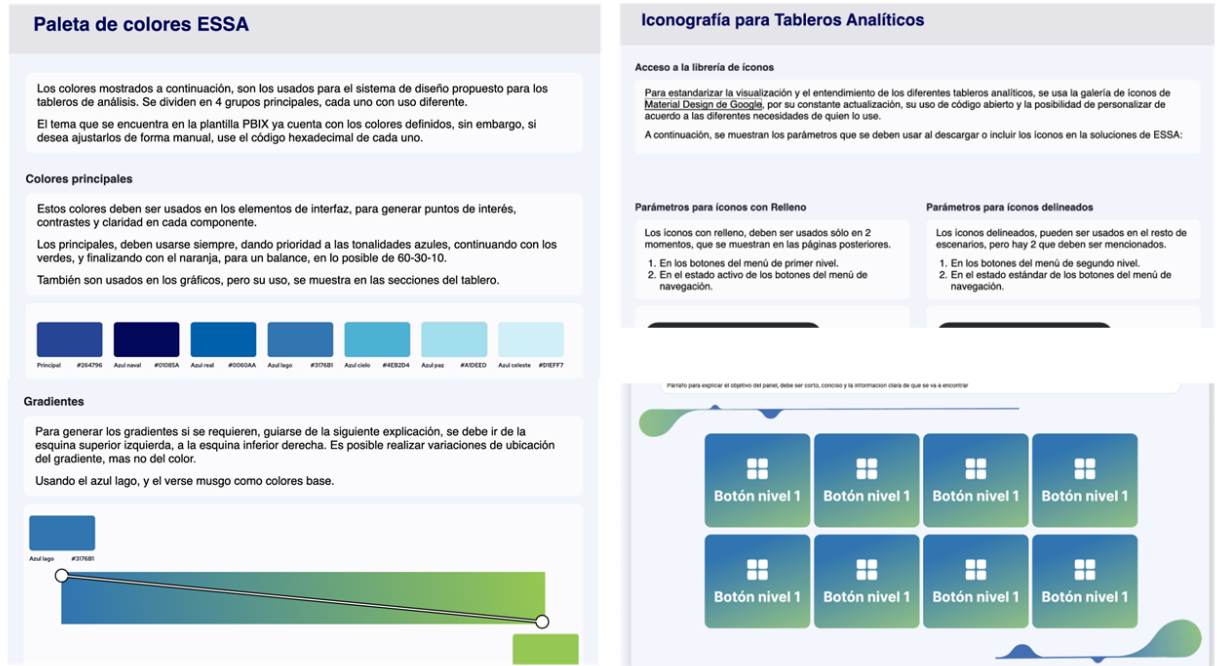 Paleta de colores ESSA
Los colores mostrados a continuación, son los usados para el sistema de diseño propuesto para los
tableros de análisis. Se dividen en 4 grupos principales, cada uno con uso diferente.
El tema que se encuentra en la plantilla PBIX ya cuenta con los colores definidos, sin embargo, si
desea ajustarlos de forma manual, use el código hexadecimal de cada uno.
Colores principales
Estos colores deben ser usados en los elementos de interfaz, para generar puntos de interés,
contrastes y claridad en cada componente.
Los principales, deben usarse siempre, dando prioridad a las tonalidades azules, continuando con los
verdes, y finalizando con el naranja, para un balance, en lo posible de 60-30-10.
También son usados en los gráficos, pero su uso, se muestra en las secciones del tablero.
Principal #264796 Azul naval #01085A Azul real #0060AA Azul lago #3176B1 Azul cielo #4EB2D4 Azul paz #A1DEED Azul celeste #D1EFF7
Gradientes
Para generar los gradientes si se requieren, guiarse de la siguiente explicación, se debe ir de la
esquina superior izquierda, a la esquina inferior derecha. Es posible realizar variaciones de ubicación
del gradiente, mas no del color.
Usando el azul lago, y el verse musgo como colores base.
Azul lago #3176B1
Iconografía para Tableros Analíticos
Acceso a la librería de íconos
Para estandarizar la visualización y el entendimiento de los diferentes tableros analíticos, se usa la galería de íconos de
Material Design de Google, por su constante actualización, su uso de código abierto y la posibilidad de personalizar de
acuerdo a las diferentes necesidades de quien lo use.
A continuación, se muestran los parámetros que se deben usar al descargar o incluir los íconos en la soluciones de ESSA:
Parámetros para íconos con Relleno
Los íconos con relleno, deben ser usados sólo en 2
momentos, que se muestran en las páginas posteriores.
1. En los botones del menú de primer nivel.
2. En el estado activo de los botones del menú de
navegación.
Parámetros para íconos delineados
Los íconos delineados, pueden ser usados en el resto de
escenarios, pero hay 2 que deben ser mencionados.
1. En los botones del menú de segundo nivel.
2. En el estado estándar de los botones del menú de
navegación.
Párrafo para explicar el objetivo del panel, debe ser corto, conciso y la información clara de que se va a encontrar
Botón nivel 1 Botón nivel 1 Botón nivel 1 Botón nivel 1
Botón nivel 1 Botón nivel 1 Botón nivel 1 Botón nivel 1